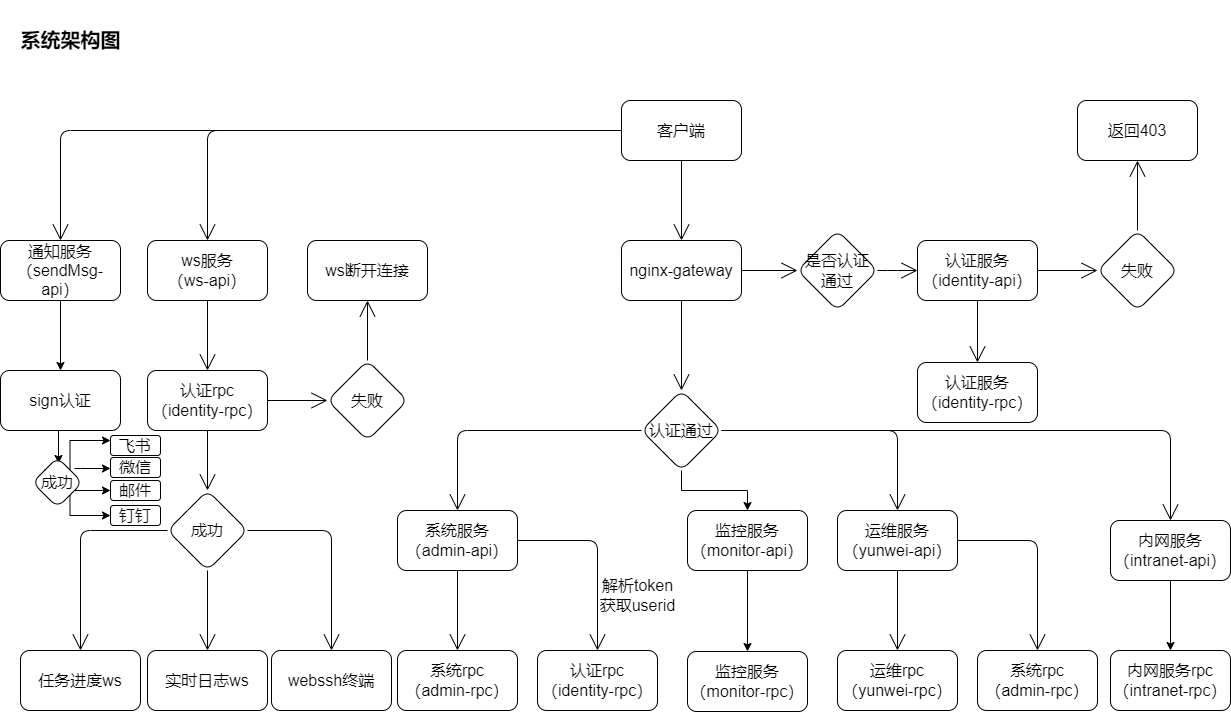 系统架构图
客户端
返回403
通知服务
（sendMsg-
api）
ws服务
（ws-api)
ws断开连接
nginx-gateway
是否认证
通过
认证服务
（identity-api)
失败
sign认证
认证rpc
（identity-rpc)
失败
认证服务
（identity-rpc)
认证通过
飞书
微信
邮件
钉钉
成功
成功
系统服务
（admin-api)
监控服务
（monitor-api)
运维服务
（yunwei-api)
内网服务
（intranet-api)
解析token
获取userid
任务进度ws
实时日志ws
webssh终端
系统rpc
（admin-rpc)
认证rpc
（identity-rpc)
监控服务
（monitor-rpc)
运维rpc
（yunwei-rpc)
系统rpc
（admin-rpc)
内网服务rpc
（intranet-rpc)